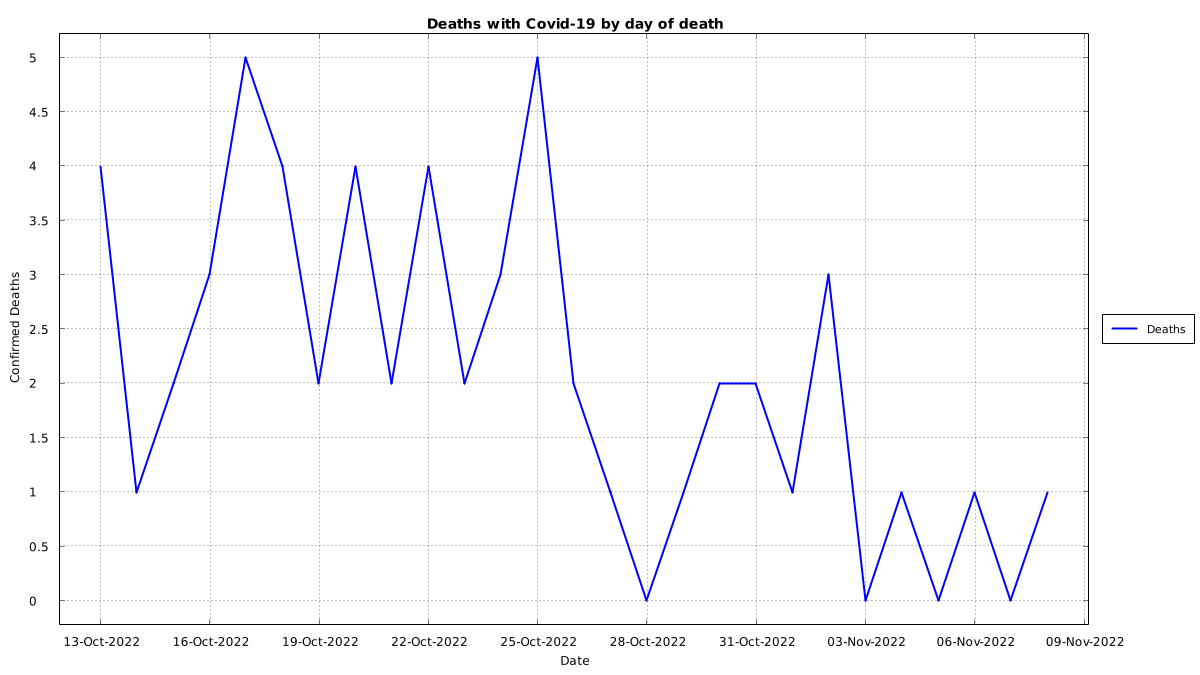 Deaths with Covid-19 by day of death
5
4.5
4
3.5
3
2.5
2
1.5
1
0.5
0
Confirmed Deaths
Deaths
13-Oct-2022 16-Oct-2022 19-Oct-2022 22-Oct-2022 25-Oct-2022 28-Oct-2022 31-Oct-2022 03-Nov-2022 06-Nov-2022 09-Nov-2022
Date